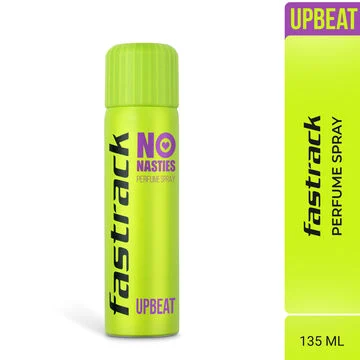 fastrack
NO
NASTIES
PERFUME SPRAY
UPBEAT
UPBEAT
fastrack
PERFUME SPRAY
135 ML